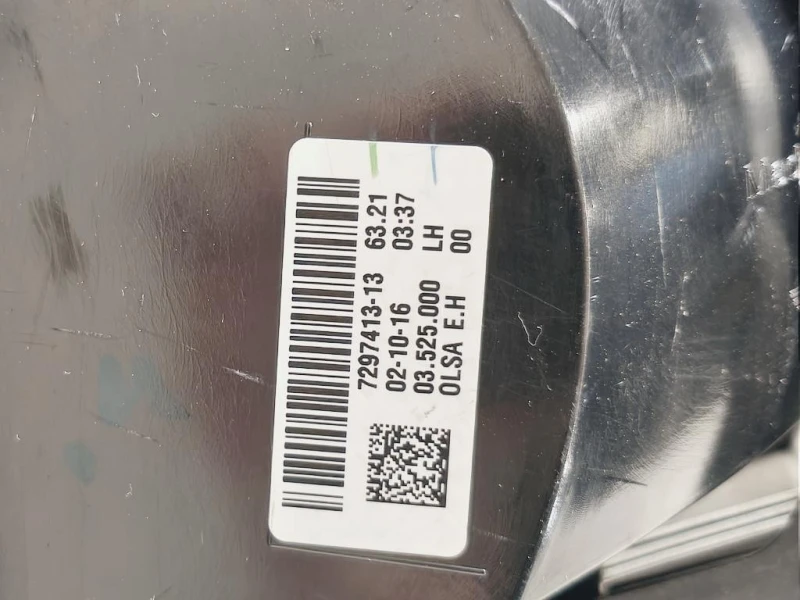 7297413-13 63.21
02-10-16 03:37
03.525.000 LH
OLSA E.H 00